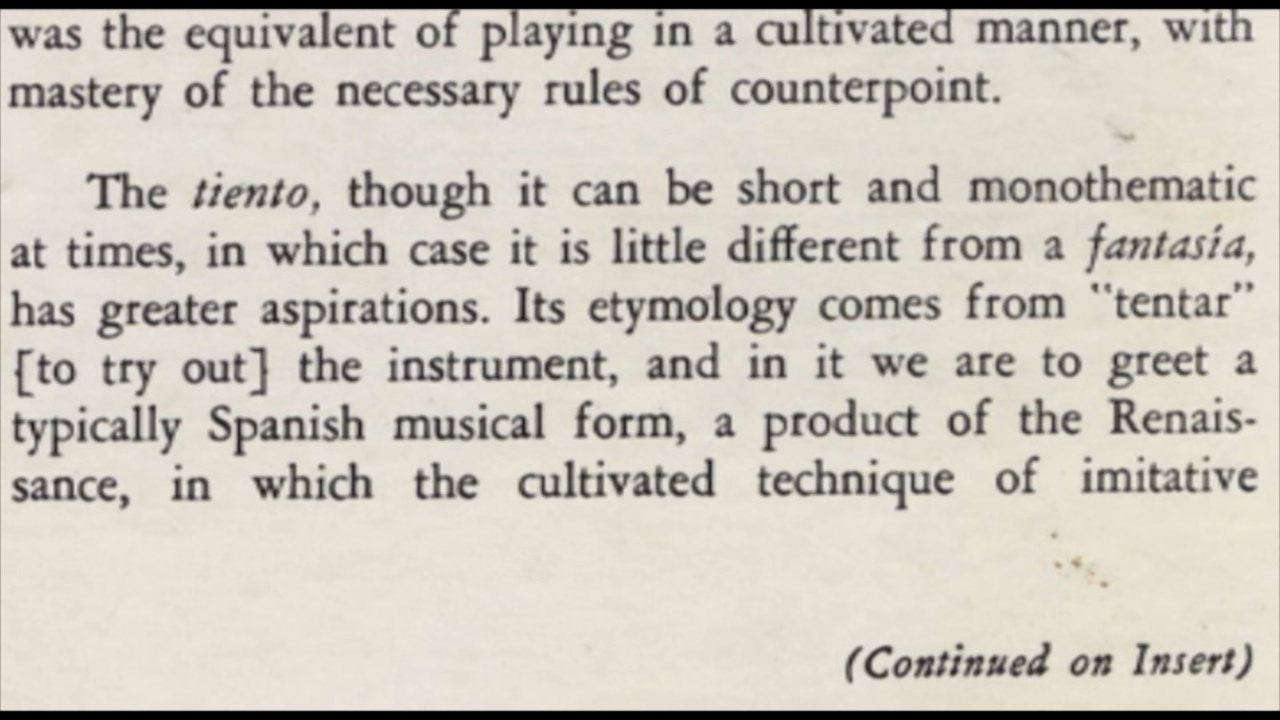 was the equivalent of playing in a cultivated manner, with
mastery of the necessary rules of counterpoint.
The tiento, though it can be short and monothematic
at times, in which case it is little different from a fantasía,
has greater aspirations. Its etymology comes from "tentar"
[to try out] the instrument, and in it we are to greet a
typically Spanish musical form, a product of the Renais-
sance, in which the cultivated technique of imitative
(Continued on Insert)